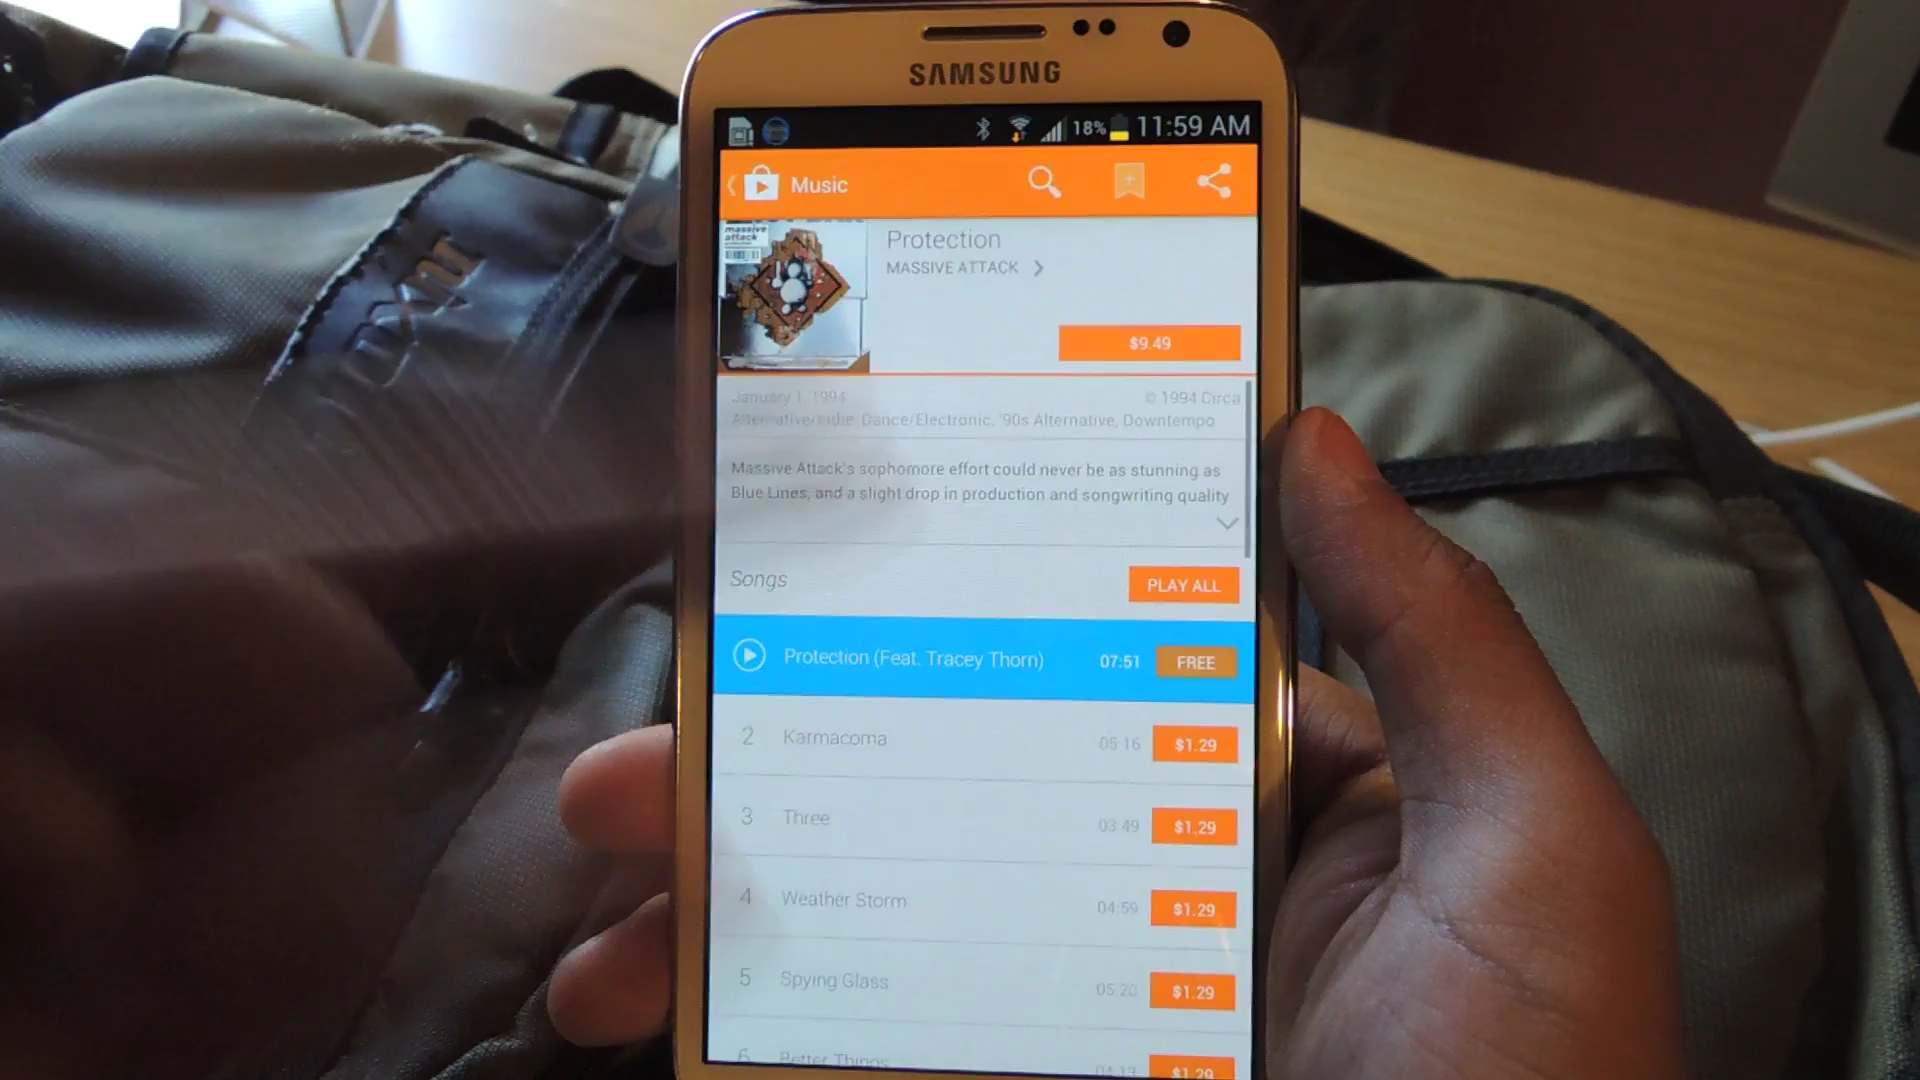 SAMSUNG
18% 11:59 AM
Music
massive
attack
Protection
MASSIVE ATTACK
$9.49
January 1, 1994 © 1994 Circa
Alternative/Indie, Dance/Electronic, '90s Alternative, Downtempo
Massive Attack's sophomore effort could never be as stunning as
Blue Lines, and a slight drop in production and songwriting quality
Songs PLAY ALL
Protection (Feat. Tracey Thorn) 07:51 FREE
2 Karmacoma 05:16 $1.29
3 Three 03:49 $1.29
4 Weather Storm 04:59 $1.29
5 Spying Glass 05:20 $1.29
6 Better Things 04:13 $1.29